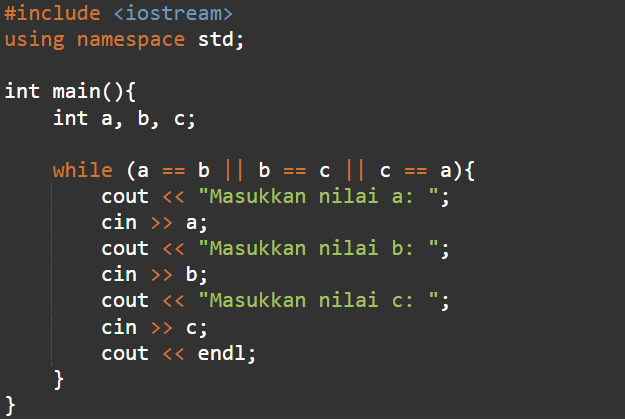 #include <iostream>
using namespace std;
int main(){
    int a, b, c;
    while (a == b || b == c || c == a){
        cout << "Masukkan nilai a: ";
        cin >> a;
        cout << "Masukkan nilai b: ";
        cin >> b;
        cout << "Masukkan nilai c: ";
        cin >> c;
        cout << endl;
    }
}